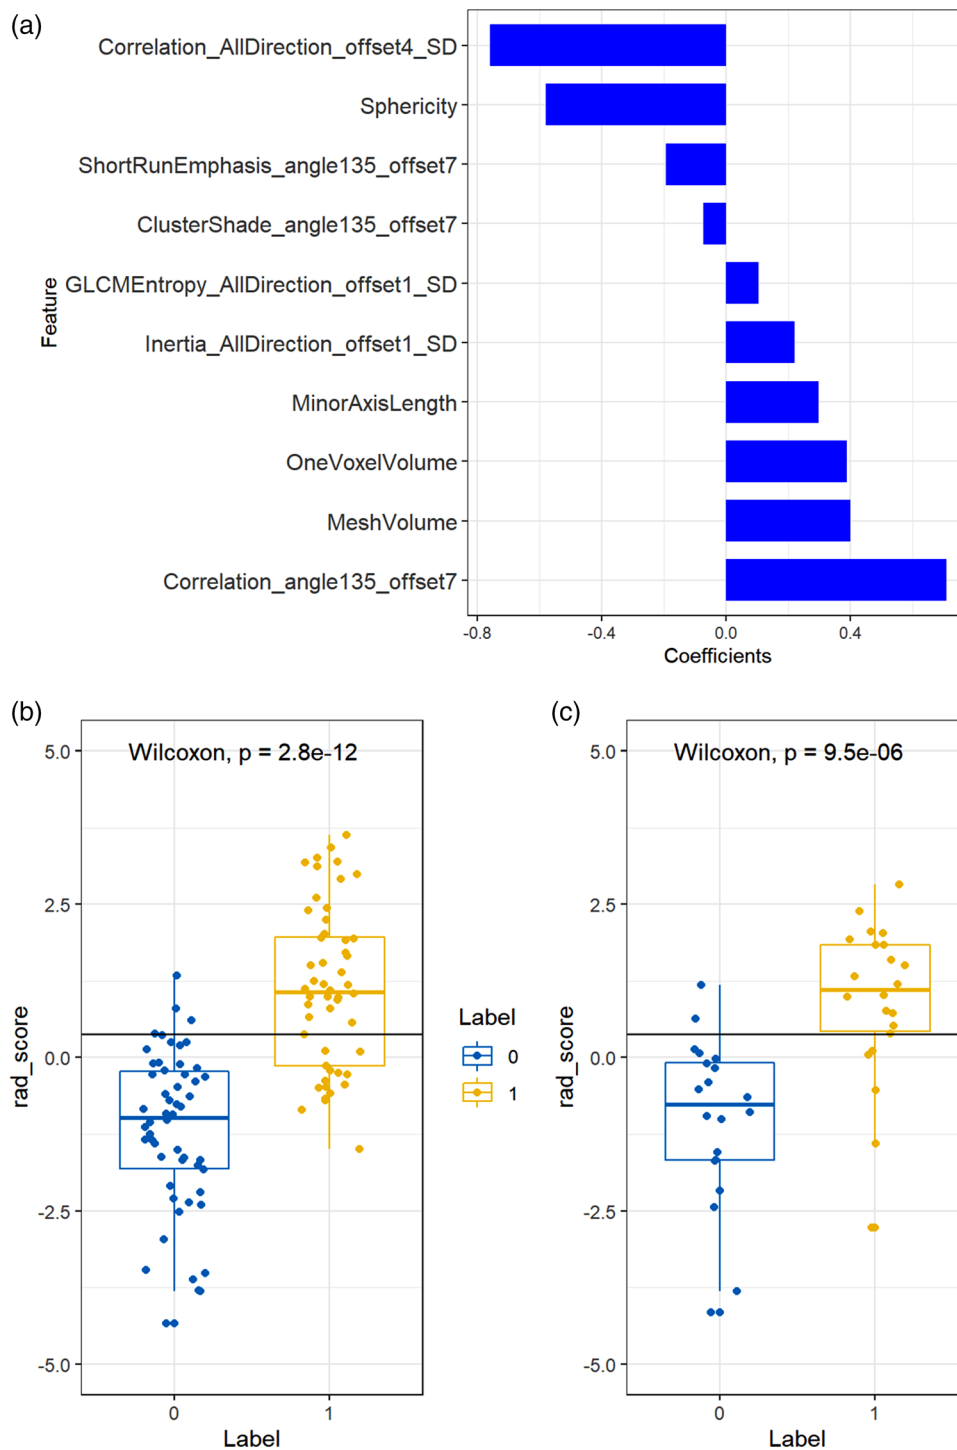 (a)
Correlation_AllDirection_offset4_SD
Sphericity
ShortRunEmphasis_angle135_offset7
ClusterShade_angle135_offset7
GLCMEntropy_AllDirection_offset1_SD
Inertia_AllDirection_offset1_SD
MinorAxisLength
OneVoxelVolume
MeshVolume
Correlation_angle135_offset7
Feature
-0.8 -0.4 0.0 0.4
Coefficients
(b)
Wilcoxon, p = 2.8e-12
5.0
2.5
0.0
-2.5
-5.0
rad_score
0 1
Label
Label
0
1
(c)
Wilcoxon, p = 9.5e-06
5.0
2.5
0.0
-2.5
-5.0
rad_score
0 1
Label